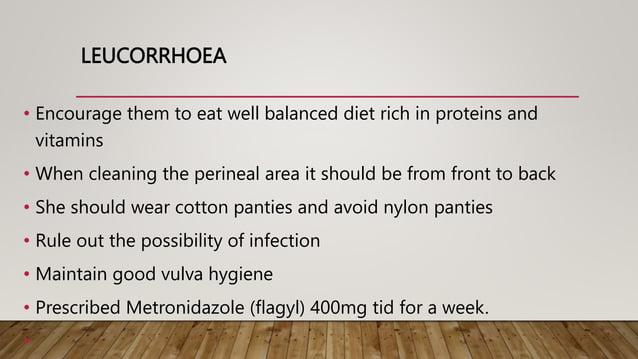 LEUCORRHOEA
• Encourage them to eat well balanced diet rich in proteins and
vitamins
• When cleaning the perineal area it should be from front to back
• She should wear cotton panties and avoid nylon panties
• Rule out the possibility of infection
• Maintain good vulva hygiene
• Prescribed Metronidazole (flagyl) 400mg tid for a week.